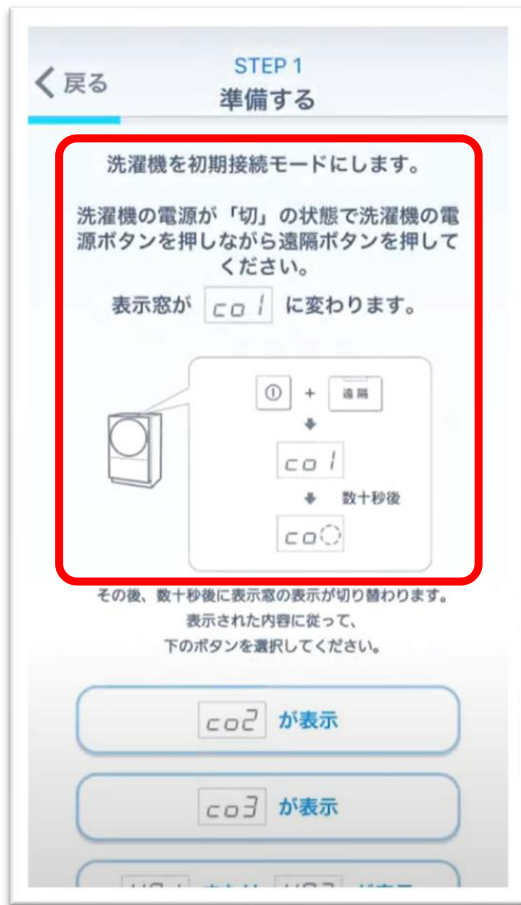 戻る
STEP 1
準備する
洗濯機を初期接続モードにします。
洗濯機の電源が「切」の状態で洗濯機の電
源ボタンを押しながら遠隔ボタンを押して
ください。
表示窓が co1 に変わります。
+ 遠隔
co1
数十秒後
co
その後、数十秒後に表示窓の表示が切り替わります。
表示された内容に従って、
下のボタンを選択してください。
co2 が表示
co3 が表示